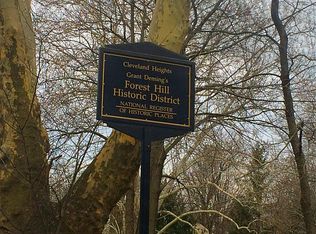 Cleveland Heights
Grant Deming's
Forest Hill
Historic District
NATIONAL REGISTER
OF HISTORIC PLACES